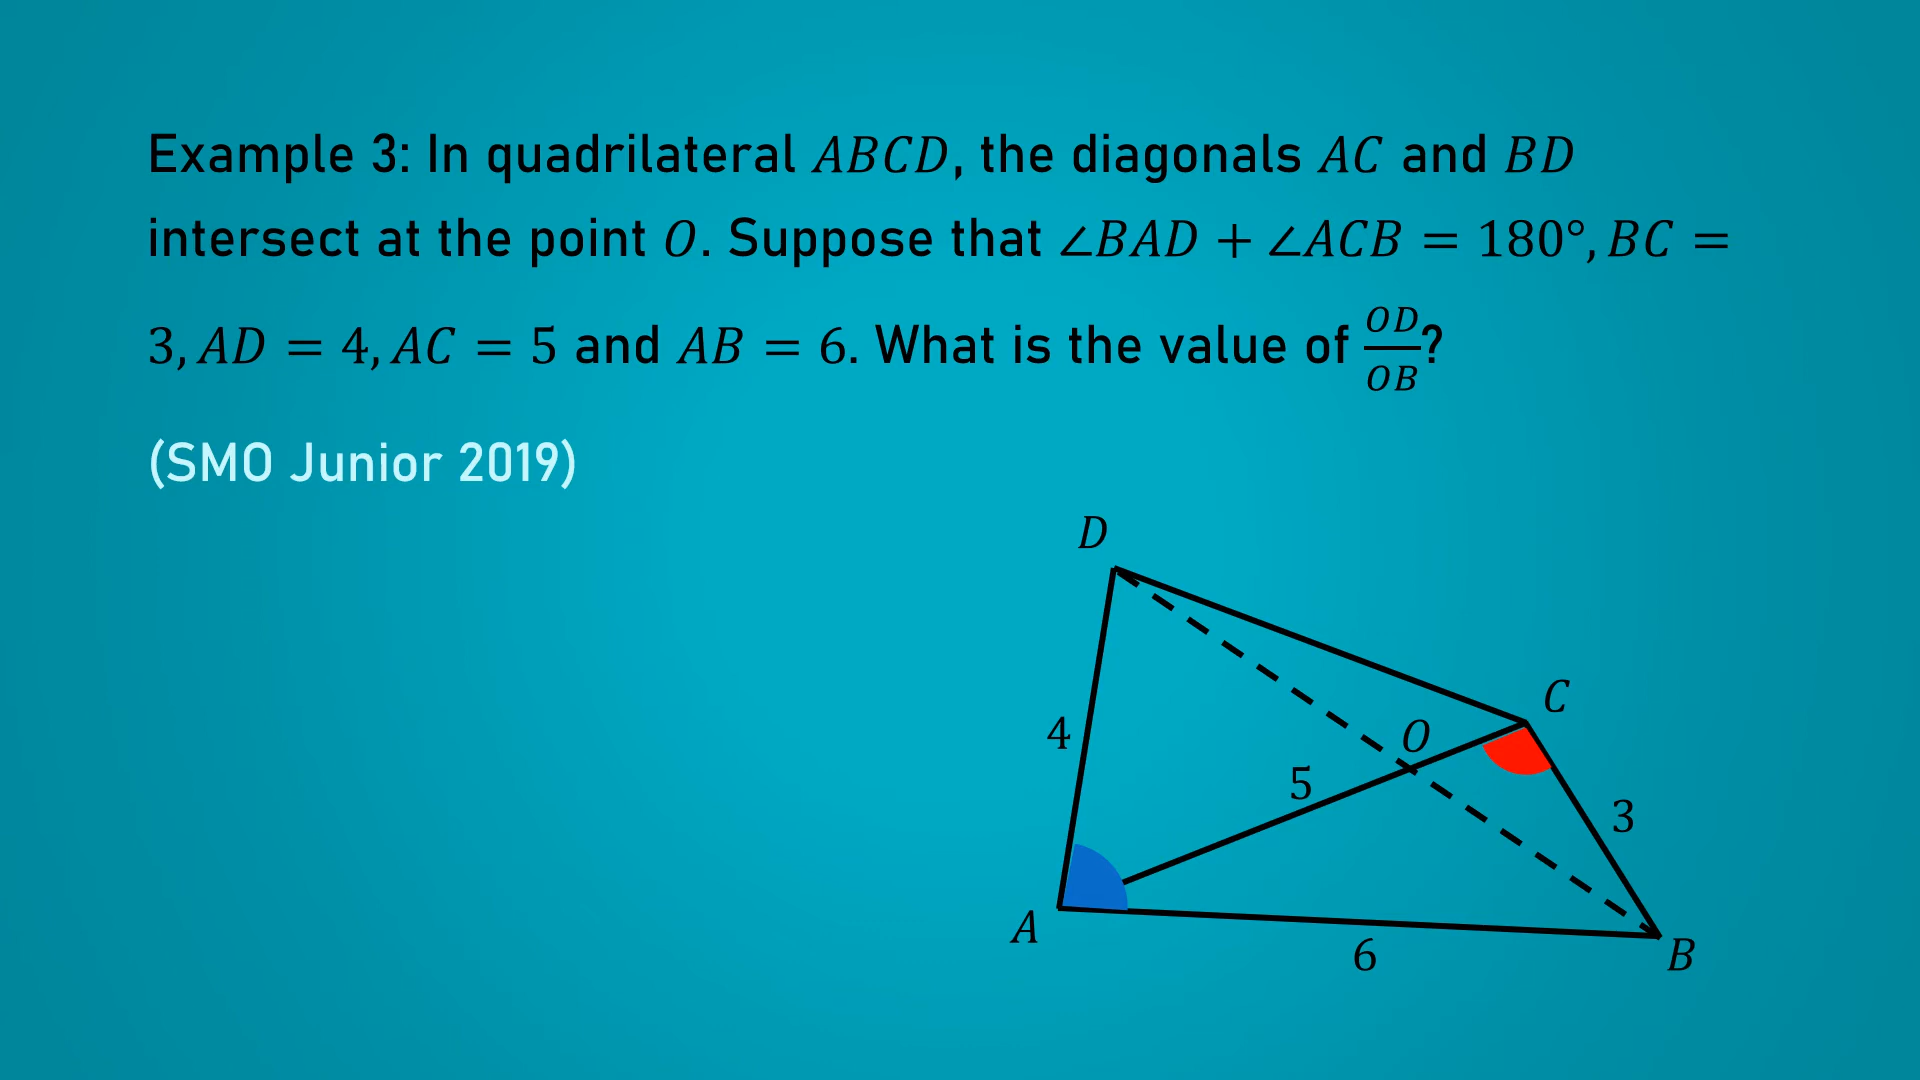 Example 3: In quadrilateral ABCD, the diagonals AC and BD
intersect at the point O. Suppose that ∠BAD + ∠ACB = 180°, BC =
3, AD = 4, AC = 5 and AB = 6. What is the value of OD/OB?
(SMO Junior 2019)
D
C
O
4
5
3
A
6
B